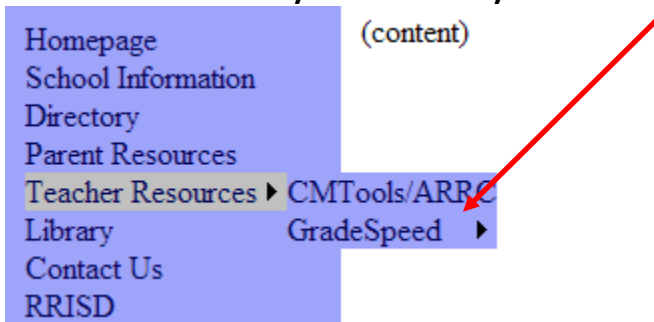 Homepage
(content)
School Information
Directory
Parent Resources
Teacher Resources
CMTools/ARRC
Library
GradeSpeed
Contact Us
RRISD